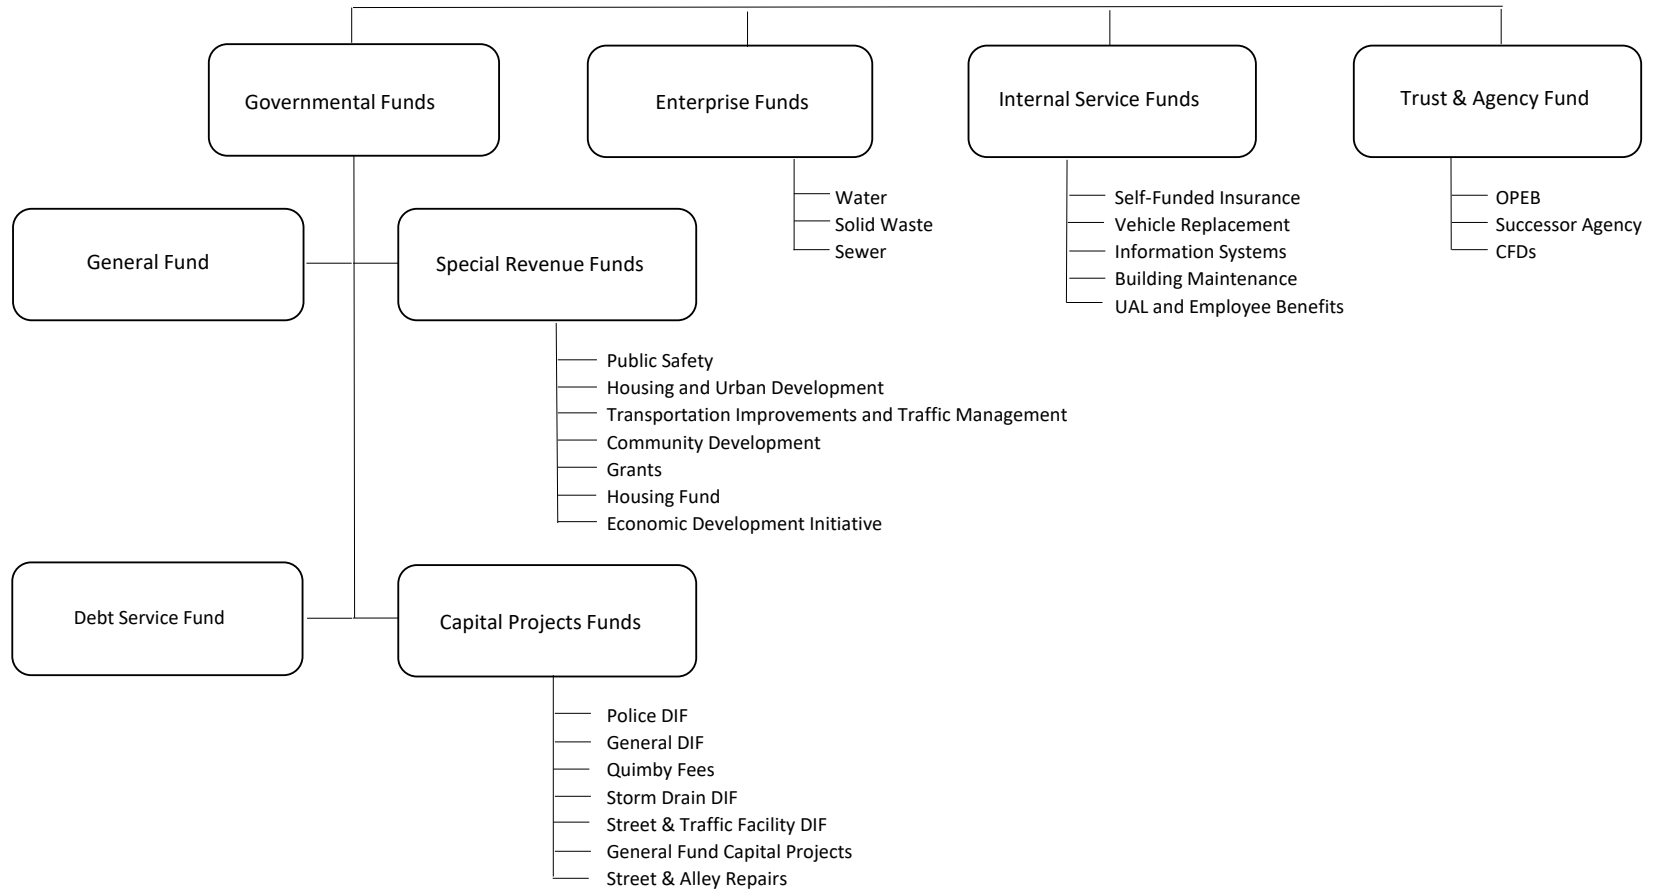 Governmental Funds
Enterprise Funds
Internal Service Funds
Trust & Agency Fund
Water
Solid Waste
Sewer
Self-Funded Insurance
Vehicle Replacement
Information Systems
Building Maintenance
UAL and Employee Benefits
OPEB
Successor Agency
CFDs
General Fund
Special Revenue Funds
Public Safety
Housing and Urban Development
Transportation Improvements and Traffic Management
Community Development
Grants
Housing Fund
Economic Development Initiative
Debt Service Fund
Capital Projects Funds
Police DIF
General DIF
Quimby Fees
Storm Drain DIF
Street & Traffic Facility DIF
General Fund Capital Projects
Street & Alley Repairs